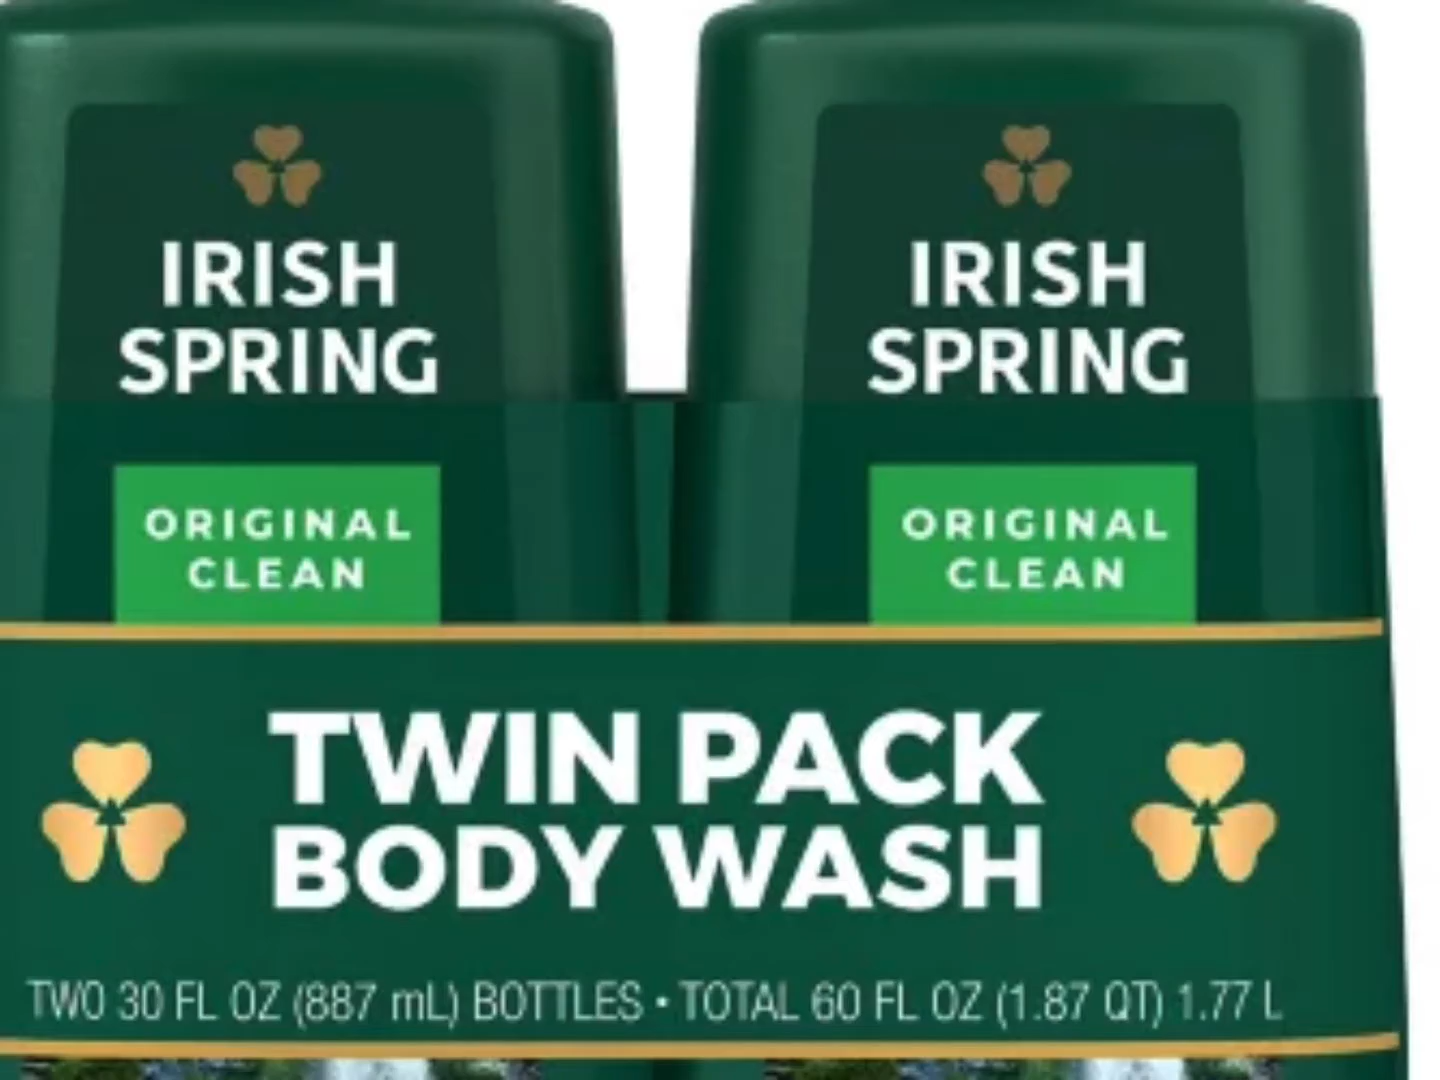 IRISH
SPRING
IRISH
SPRING
ORIGINAL
CLEAN
ORIGINAL
CLEAN
TWIN PACK
BODY WASH
TWO 30 FL OZ (887 mL) BOTTLES • TOTAL 60 FL OZ (1.87 QT) 1.77 L